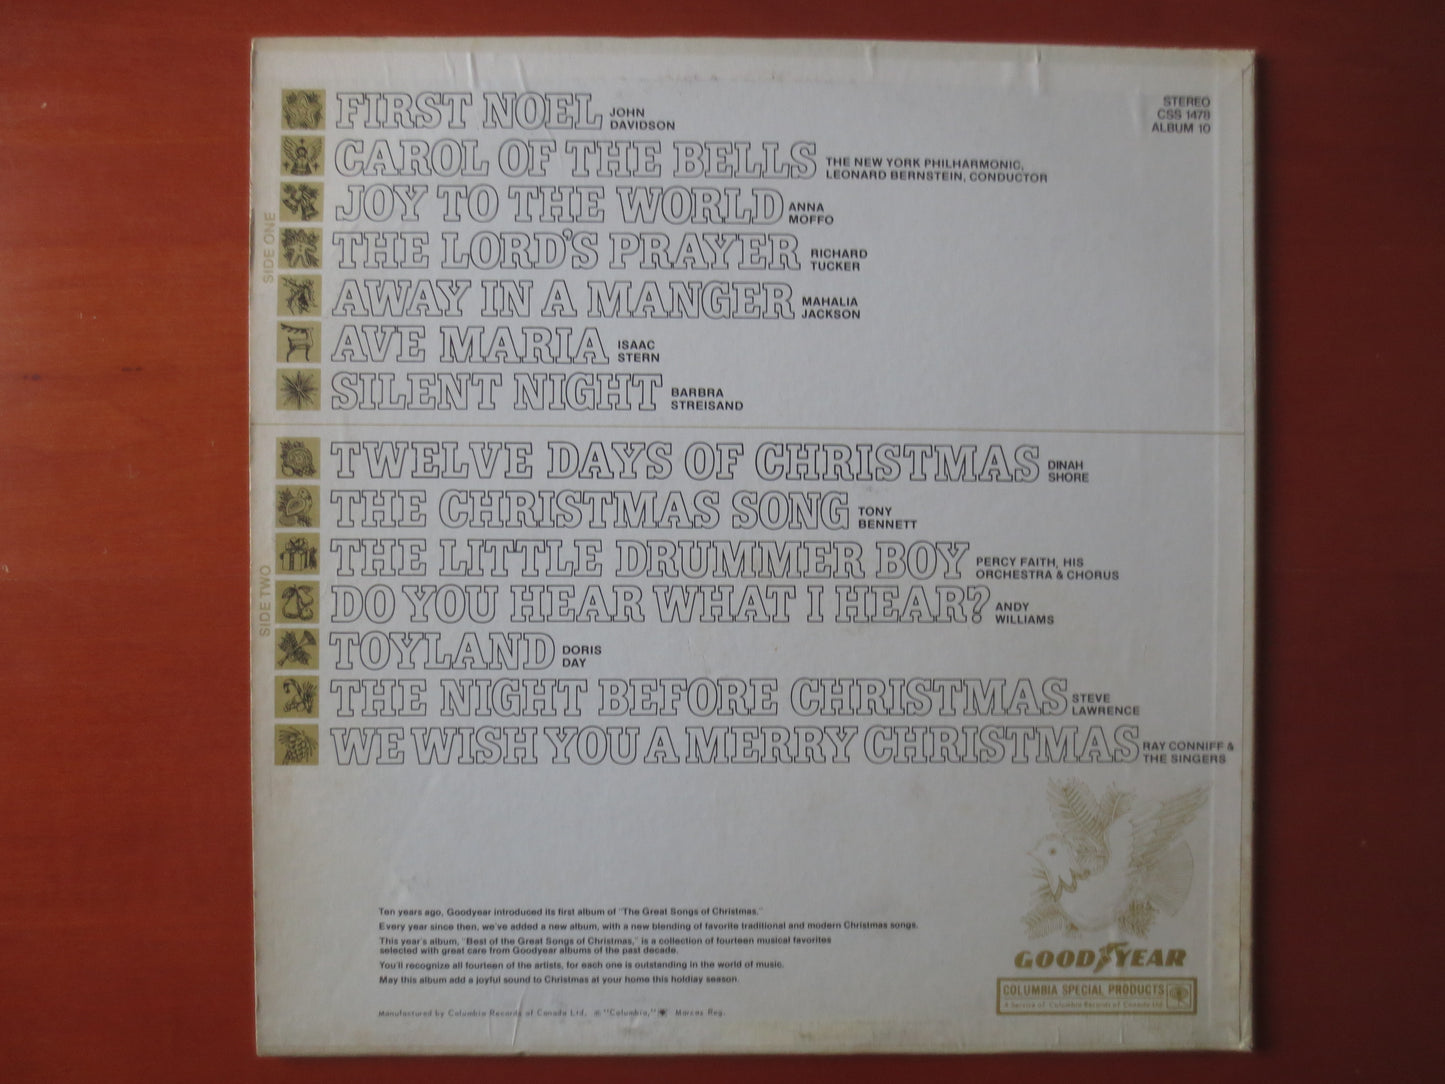 STEREO
CSS 1478
ALBUM 10
SIDE ONE
FIRST NOEL JOHN
DAVIDSON
CAROL OF THE BELLS THE NEW YORK PHILHARMONIC,
LEONARD BERNSTEIN, CONDUCTOR
JOY TO THE WORLD ANNA
MOFFO
THE LORD'S PRAYER RICHARD
TUCKER
AWAY IN A MANGER MAHALIA
JACKSON
AVE MARIA ISAAC
STERN
SILENT NIGHT BARBRA
STREISAND
SIDE TWO
TWELVE DAYS OF CHRISTMAS DINAH
SHORE
THE CHRISTMAS SONG TONY
BENNETT
THE LITTLE DRUMMER BOY PERCY FAITH, HIS
ORCHESTRA & CHORUS
DO YOU HEAR WHAT I HEAR? ANDY
WILLIAMS
TOYLAND DORIS
DAY
THE NIGHT BEFORE CHRISTMAS STEVE
LAWRENCE
WE WISH YOU A MERRY CHRISTMAS RAY CONNIFF &
THE SINGERS
Ten years ago, Goodyear introduced its first album of "The Great Songs of Christmas."
Every year since then, we've added a new album, with a new blending of favorite traditional and modern Christmas songs.
This year's album, "Best of the Great Songs of Christmas," is a collection of fourteen musical favorites
selected with great care from Goodyear albums of the past decade.
You'll recognize all fourteen of the artists, for each one is outstanding in the world of music.
May this album add a joyful sound to Christmas at your home this holdiay season.
Manufactured by Columbia Records of Canada Ltd. ® "Columbia," Marcas Reg.
GOODYEAR
COLUMBIA SPECIAL PRODUCTS
A Service of Columbia Records of Canada Ltd.